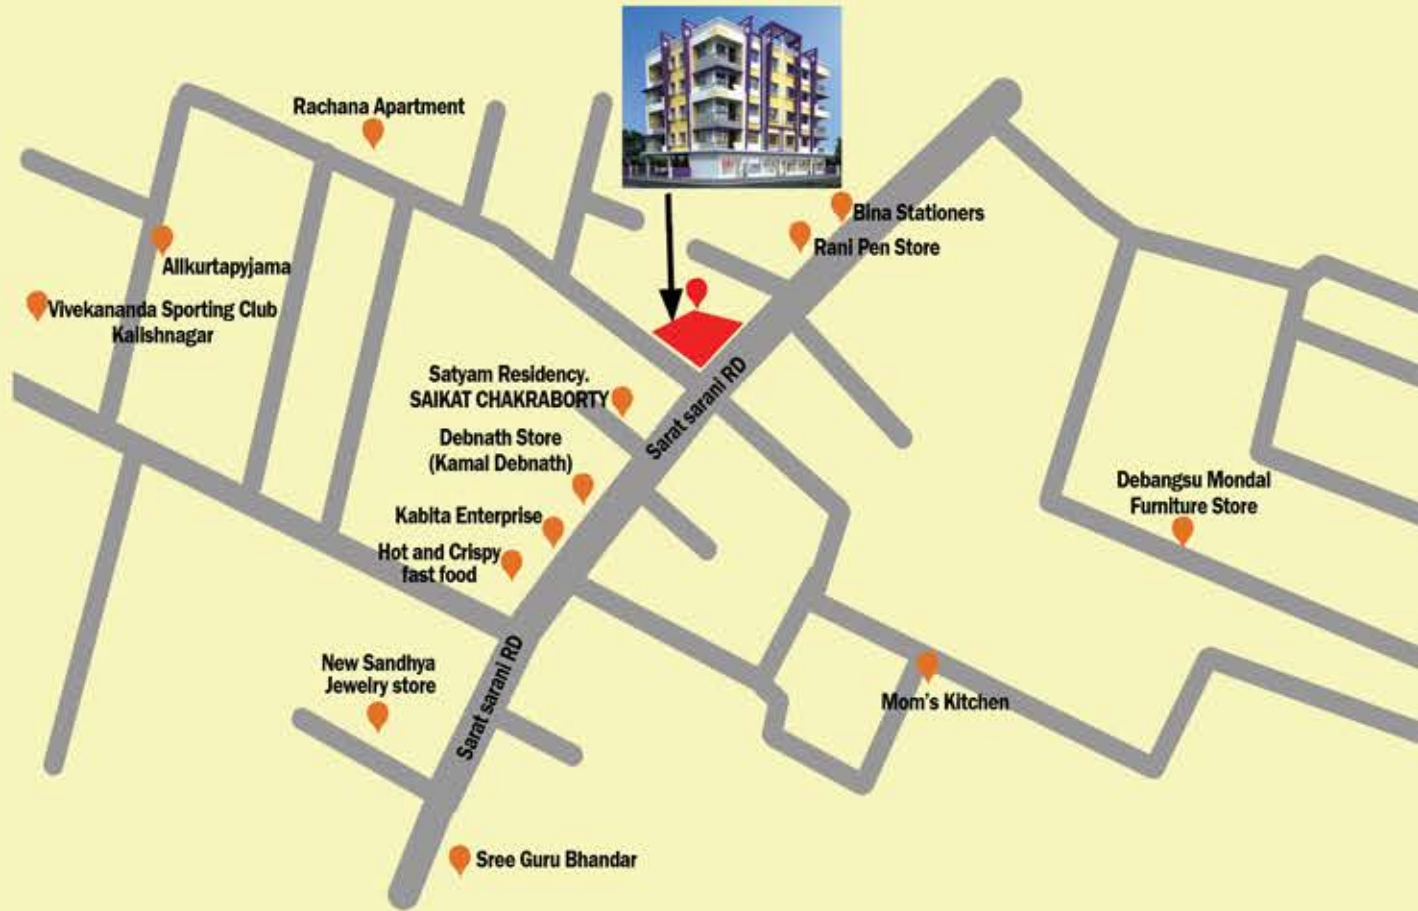 Rachana Apartment
Bina Stationers
Rani Pen Store
Allkurtapyjama
Vivekananda Sporting Club
Kalishnagar
Satyam Residency.
SAIKAT CHAKRABORTY
Sarat sarani RD
Debnath Store
(Kamal Debnath)
Kabita Enterprise
Hot and Crispy
fast food
Debangsu Mondal
Furniture Store
New Sandhya
Jewelry store
Sarat sarani RD
Mom's Kitchen
Sree Guru Bhandar